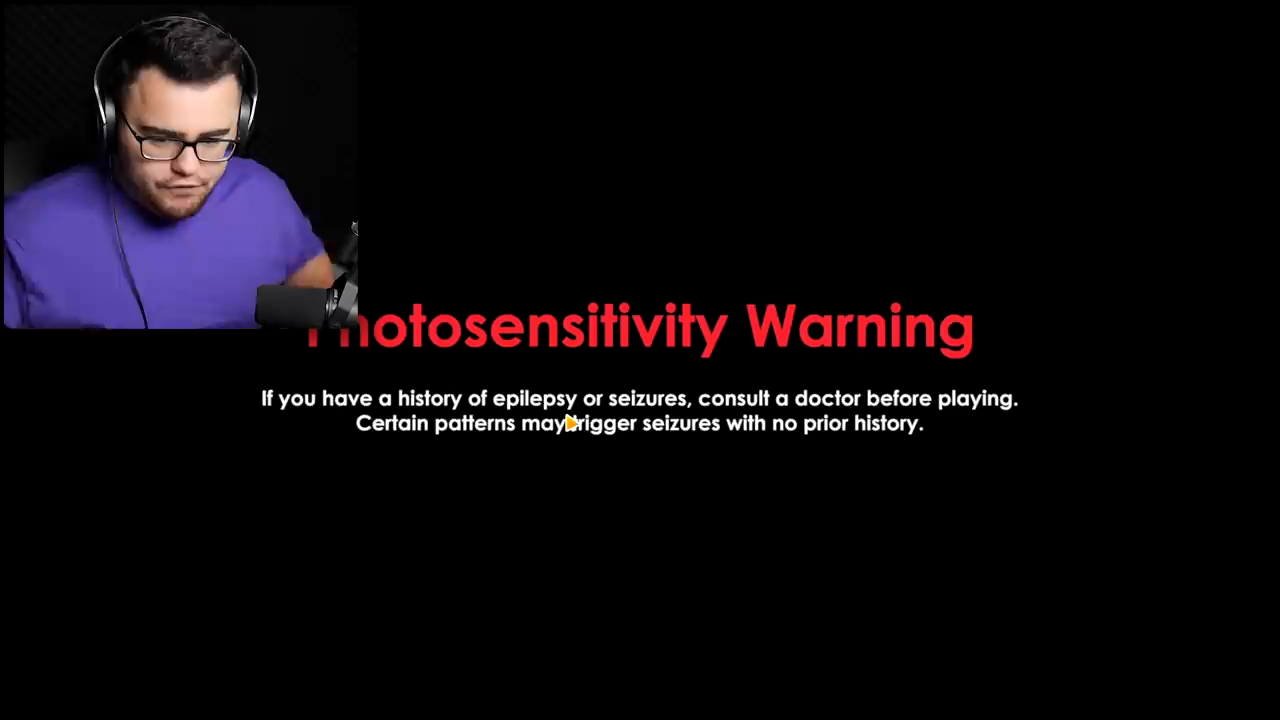 Photosensitivity Warning
If you have a history of epilepsy or seizures, consult a doctor before playing.
Certain patterns may trigger seizures with no prior history.